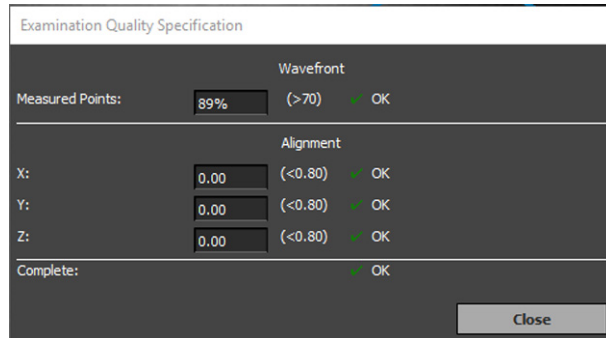 Examination Quality Specification
Wavefront
Measured Points: 89% (>70) ✓ OK
Alignment
X: 0.00 (<0.80) ✓ OK
Y: 0.00 (<0.80) ✓ OK
Z: 0.00 (<0.80) ✓ OK
Complete: ✓ OK
Close